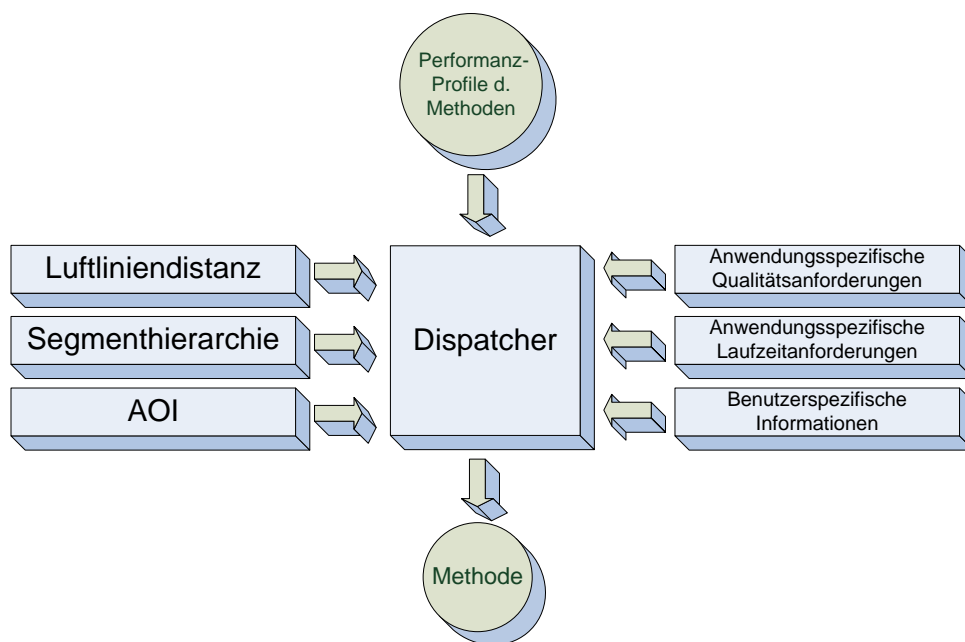 Performanz-
Profile d.
Methoden
Luftliniendistanz
Segmenthierarchie
AOI
Dispatcher
Anwendungsspezifische
Qualitätsanforderungen
Anwendungsspezifische
Laufzeitanforderungen
Benutzerspezifische
Informationen
Methode